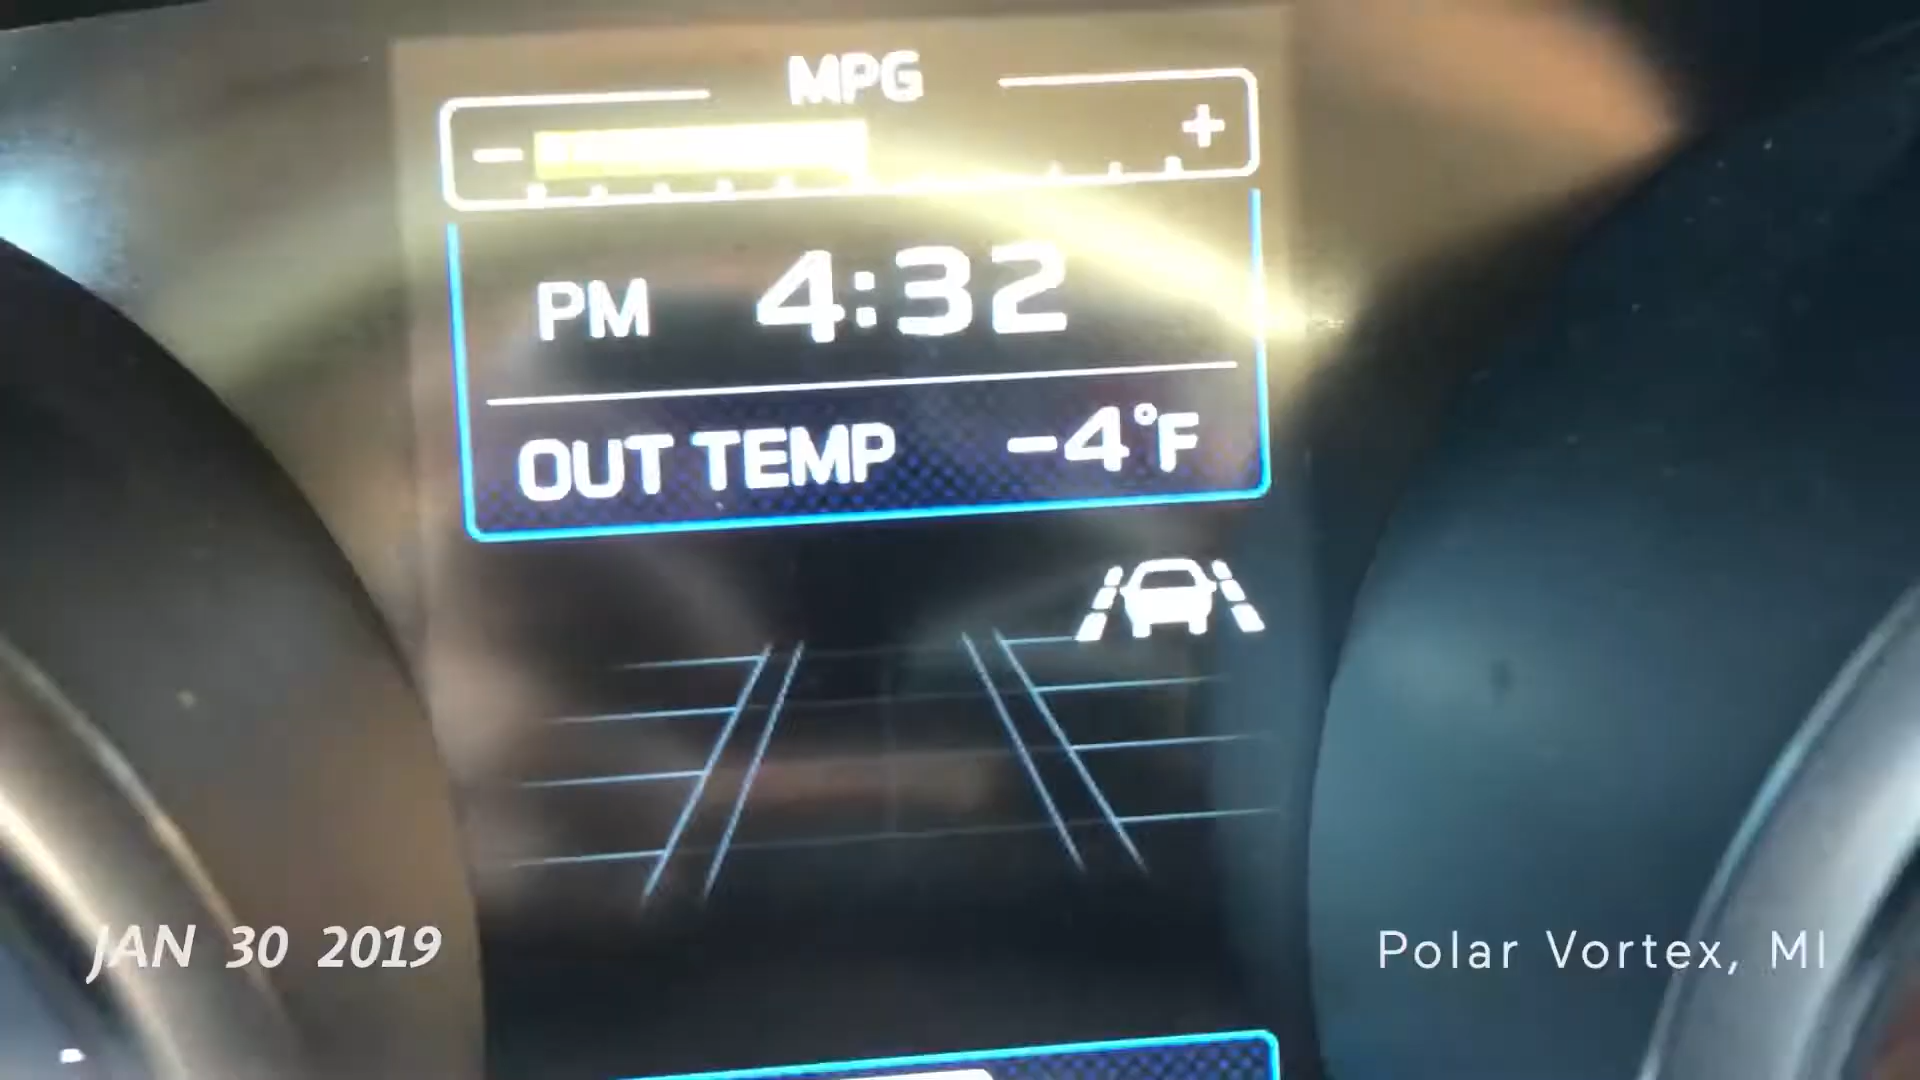 MPG
- +
PM 4:32
OUT TEMP -4°F
JAN 30 2019
Polar Vortex, MI